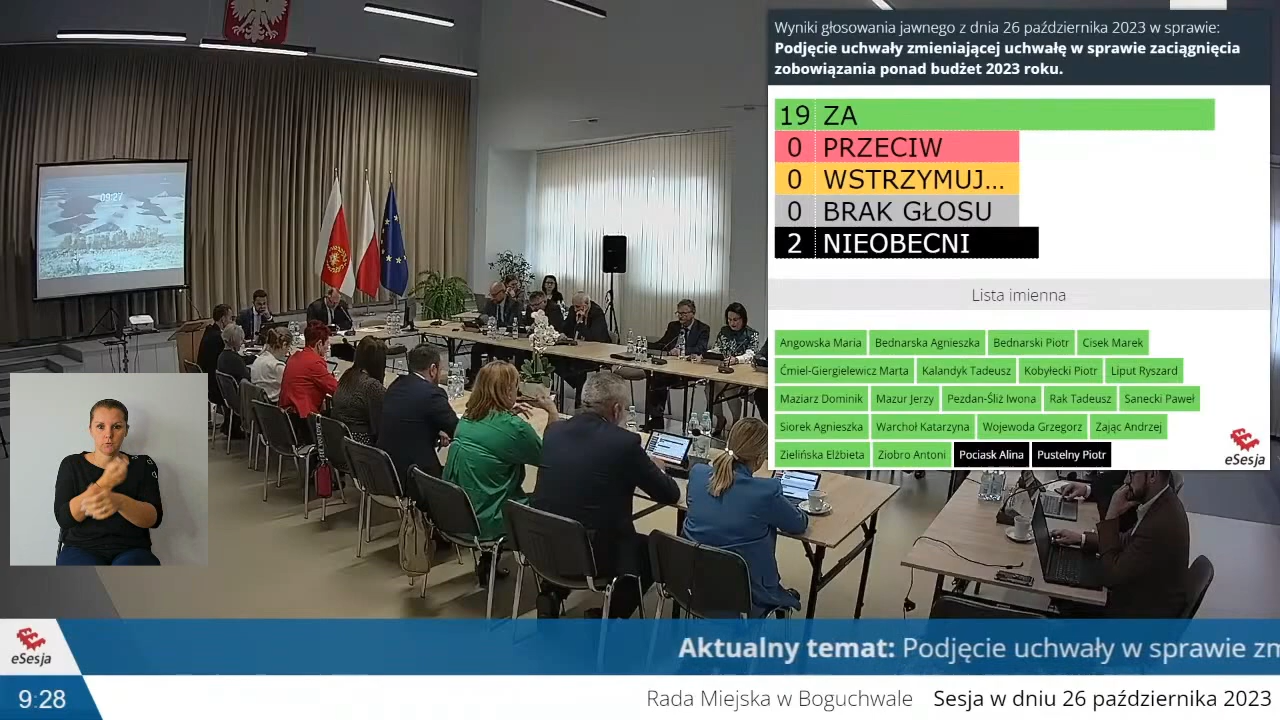 Wyniki głosowania jawnego z dnia 26 października 2023 w sprawie:
Podjęcie uchwały zmieniającej uchwałę w sprawie zaciągnięcia
zobowiązania ponad budżet 2023 roku.
19 ZA
0 PRZECIW
0 WSTRZYMUJ...
0 BRAK GŁOSU
2 NIEOBECNI
Lista imienna
Angowska Maria Bednarska Agnieszka Bednarski Piotr Cisek Marek
Ćmiel-Giergielewicz Marta Kalandyk Tadeusz Kobyłecki Piotr Liput Ryszard
Maziarz Dominik Mazur Jerzy Pezdan-Śliż Iwona Rak Tadeusz Sanecki Paweł
Siorek Agnieszka Warchoł Katarzyna Wojewoda Grzegorz Zając Andrzej
Zielińska Elżbieta Ziobro Antoni Pociask Alina Pustelny Piotr
eSesja
09:27
eSesja
Aktualny temat: Podjęcie uchwały w sprawie zm
9:28
Rada Miejska w Boguchwale Sesja w dniu 26 października 2023